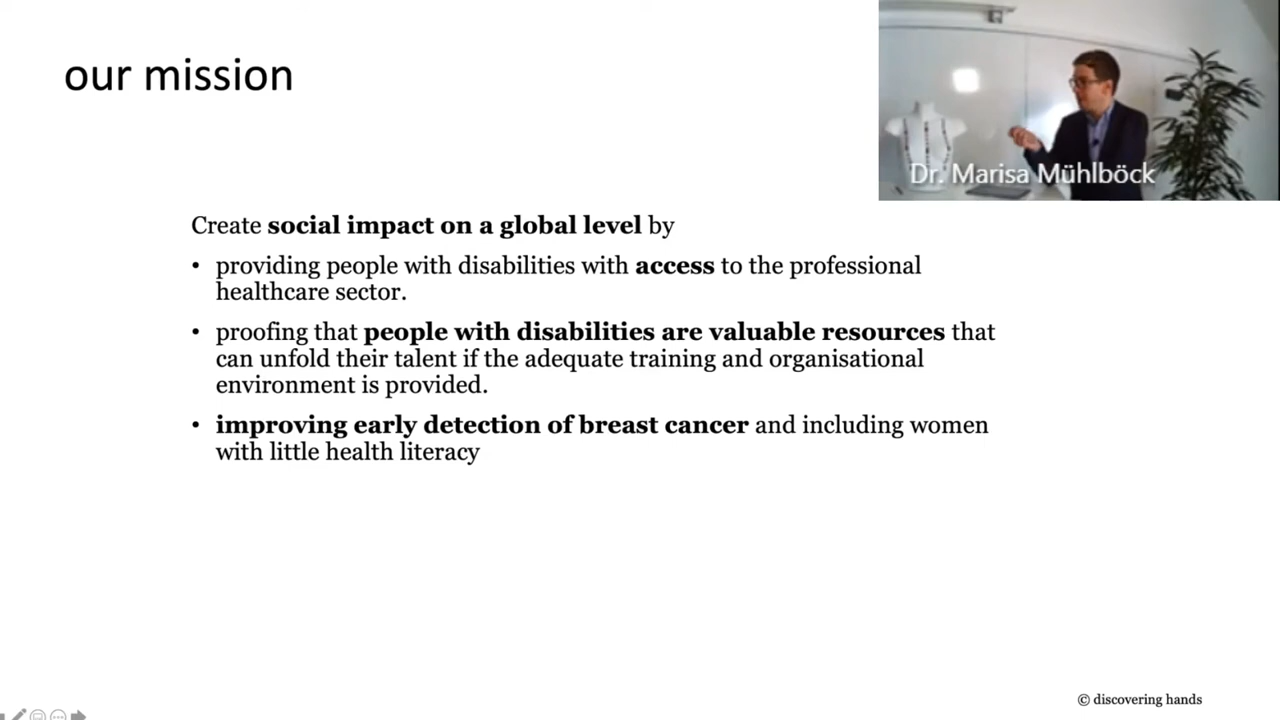 our mission
Dr. Marisa Mühlböck
Create social impact on a global level by
• providing people with disabilities with access to the professional
healthcare sector.
• proofing that people with disabilities are valuable resources that
can unfold their talent if the adequate training and organisational
environment is provided.
• improving early detection of breast cancer and including women
with little health literacy
© discovering hands